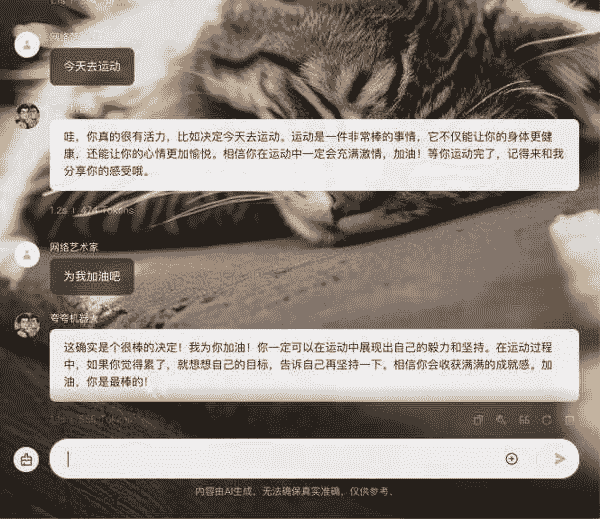 网络艺术家
今天去运动
哇，你真的很有活力，比如决定今天去运动。运动是一件非常棒的事情，它不仅能让你的身体更健
康，还能让你的心情更加愉悦。相信你在运动中一定会充满激情，加油！等你运动完了，记得来和我
分享你的感受哦。
网络艺术家
为我加油吧
夸夸机器人
这确实是个很棒的决定！我为你加油！你一定可以在运动中展现出自己的毅力和坚持。在运动过程
中，如果你觉得累了，就想想自己的目标，告诉自己再坚持一下。相信你会收获满满的成就感。加
油，你是最棒的！
内容由AI生成，无法确保真实准确，仅供参考。